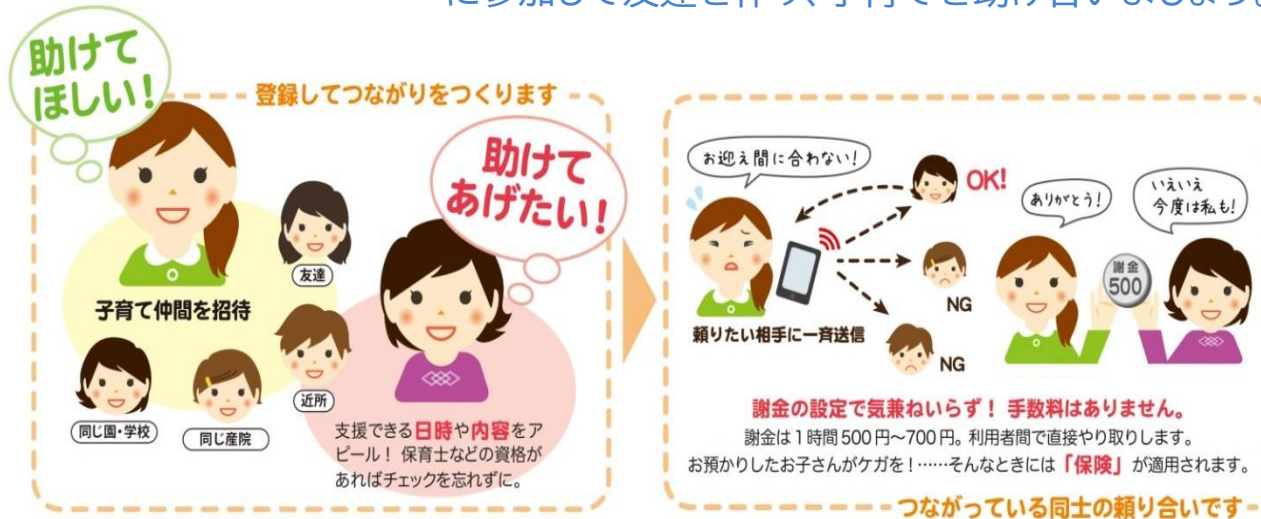 助けて
ほしい!
登録してつながりをつくります
助けて
あげたい!
友達
子育て仲間を招待
近所
同じ園・学校
同じ産院
支援できる日時や内容をア
ピール! 保育士などの資格が
あればチェックを忘れずに。
お迎え間に合わない!
OK!
ありがとう!
いえいえ
今度は私も!
謝金
500
NG
頼りたい相手に一斉送信
NG
謝金の設定で気兼ねいらず! 手数料はありません。
謝金は1時間500円~700円。利用者間で直接やり取りします。
お預かりしたお子さんがケガを!……そんなときには「保険」が適用されます。
つながっている同士の頼り合いです